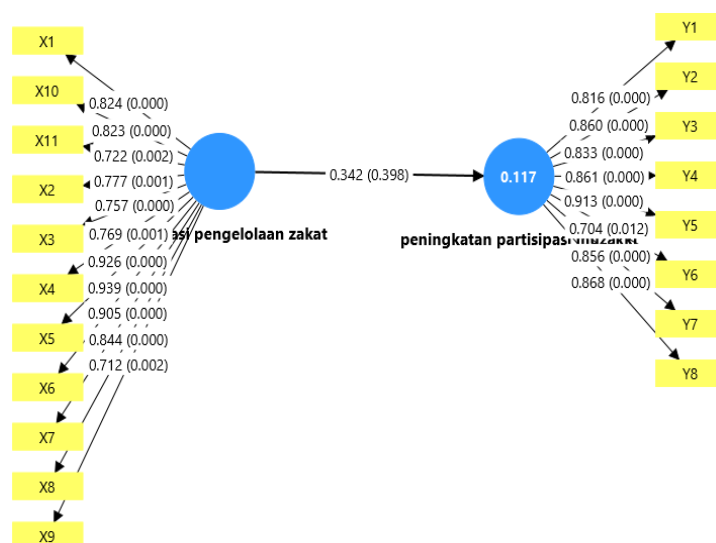 X1
X10
X11
X2
X3
X4
X5
X6
X7
X8
X9
0.824 (0.000)
0.823 (0.000)
0.722 (0.002)
0.777 (0.001)
0.757 (0.000)
0.769 (0.001)
0.926 (0.000)
0.939 (0.000)
0.905 (0.000)
0.844 (0.000)
0.712 (0.002)
pengelolaan zakat
0.342 (0.398)
0.117
peningkatan partisipasi muzakki
0.816 (0.000)
0.860 (0.000)
0.833 (0.000)
0.861 (0.000)
0.913 (0.000)
0.704 (0.012)
0.856 (0.000)
0.868 (0.000)
Y1
Y2
Y3
Y4
Y5
Y6
Y7
Y8